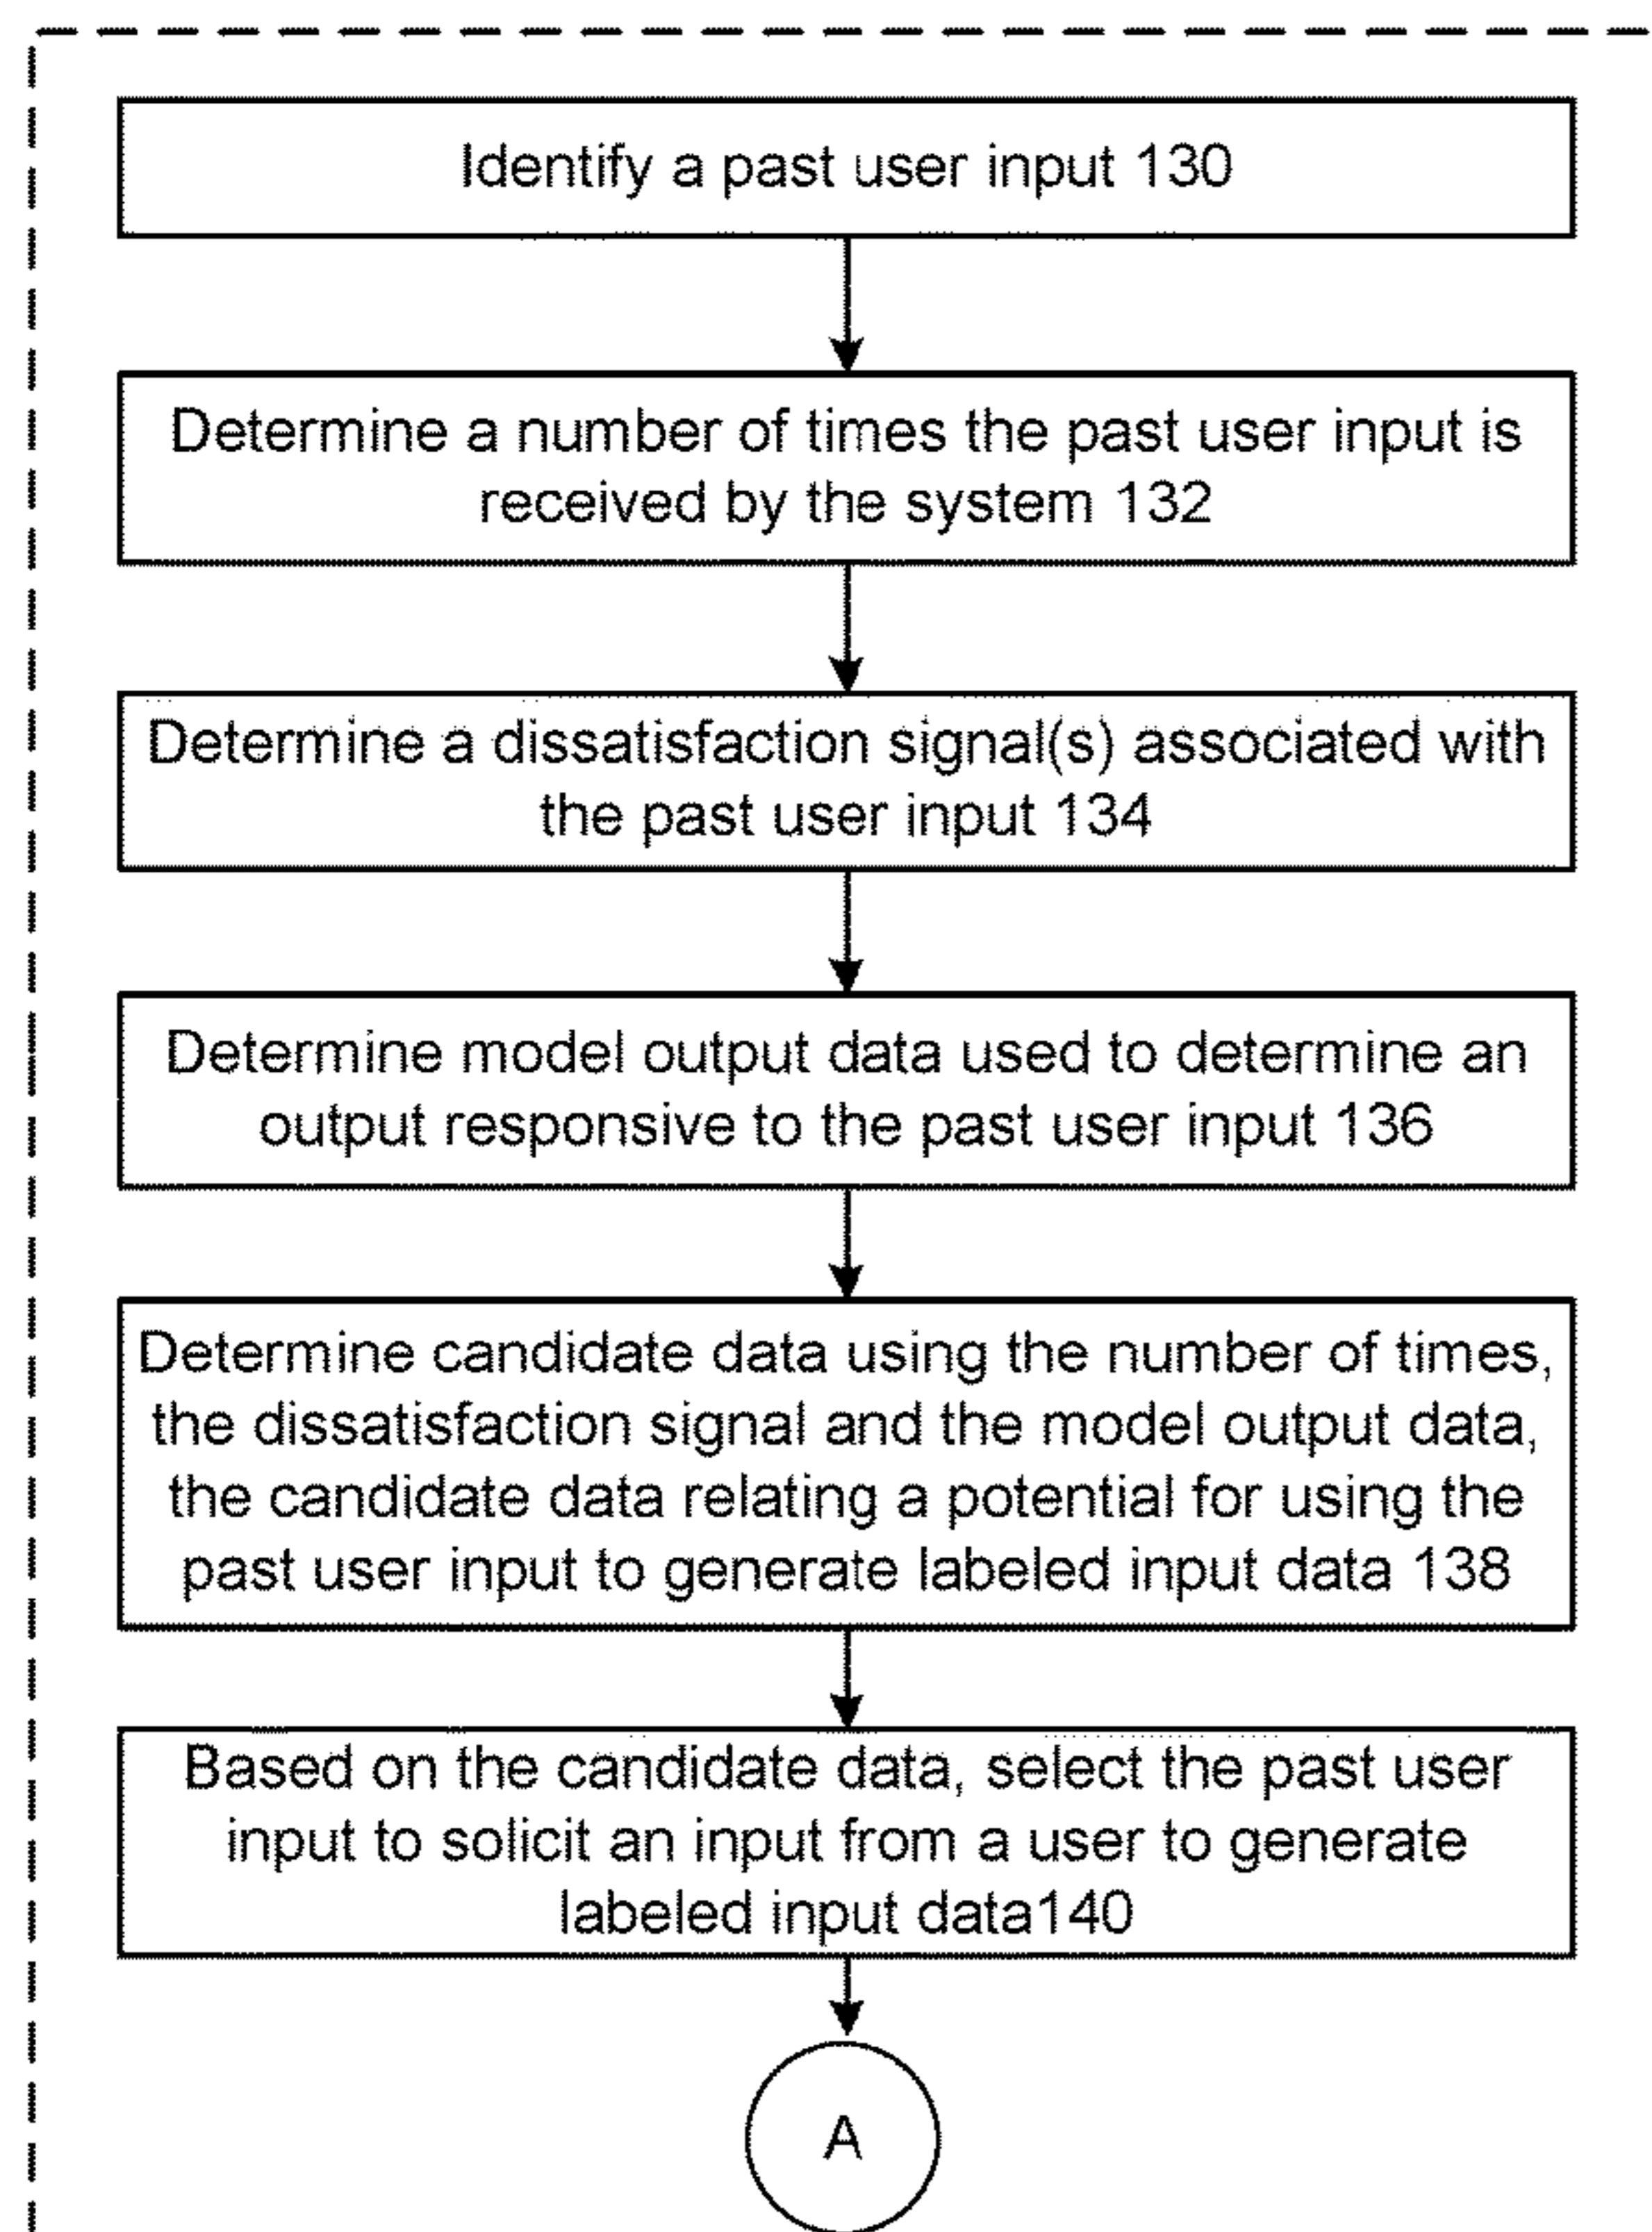 Identify a past user input 130
Determine a number of times the past user input is
received by the system 132
Determine a dissatisfaction signal(s) associated with
the past user input 134
Determine model output data used to determine an
output responsive to the past user input 136
Determine candidate data using the number of times,
the dissatisfaction signal and the model output data,
the candidate data relating a potential for using the
past user input to generate labeled input data 138
Based on the candidate data, select the past user
input to solicit an input from a user to generate
labeled input data140
A